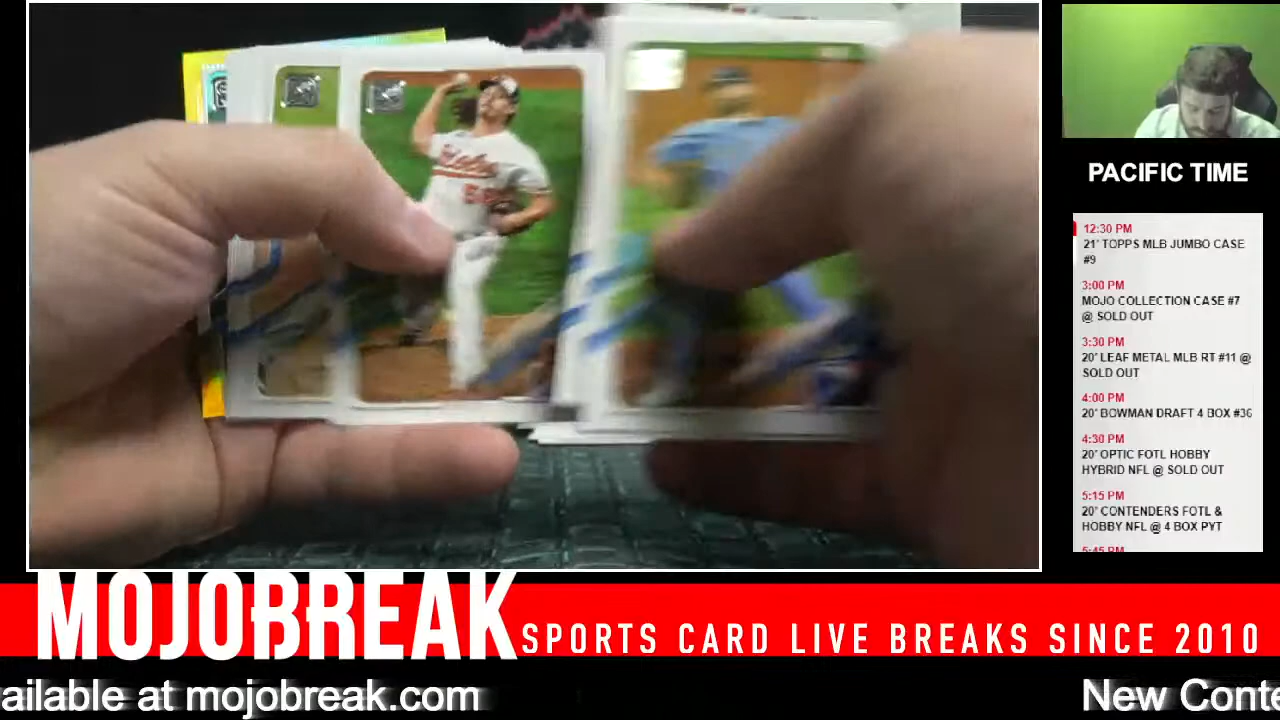 PACIFIC TIME
12:30 PM
21' TOPPS MLB JUMBO CASE
#9
3:00 PM
MOJO COLLECTION CASE #7
@ SOLD OUT
3:30 PM
20' LEAF METAL MLB RT #11 @
SOLD OUT
4:00 PM
20' BOWMAN DRAFT 4 BOX #36
4:30 PM
20' OPTIC FOTL HOBBY
HYBRID NFL @ SOLD OUT
5:15 PM
20' CONTENDERS FOTL &
HOBBY NFL @ 4 BOX PYT
5:45 PM
MOJOBREAK
SPORTS CARD LIVE BREAKS SINCE 2010
ailable at mojobreak.com
New Conte